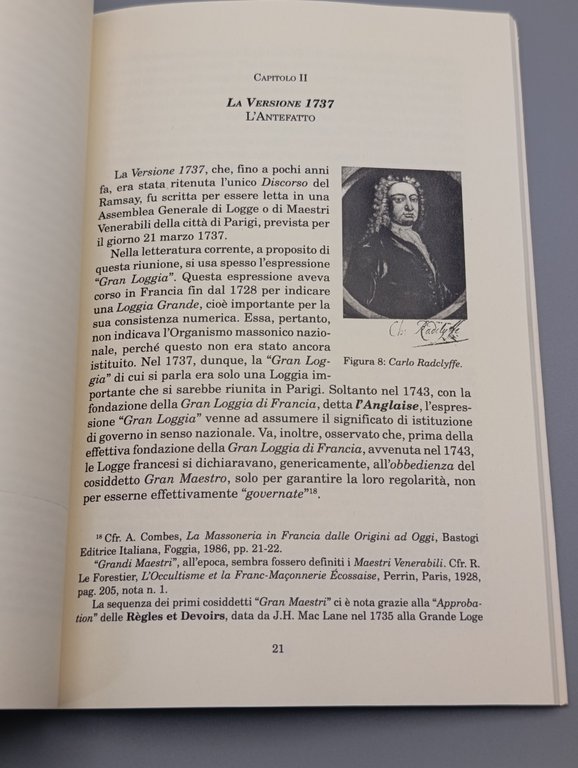 CAPITOLO II
LA VERSIONE 1737
L'ANTEFATTO
La Versione 1737, che, fino a pochi anni
fa, era stata ritenuta l'unico Discorso del
Ramsay, fu scritta per essere letta in una
Assemblea Generale di Logge o di Maestri
Venerabili della città di Parigi, prevista per
il giorno 21 marzo 1737.
Nella letteratura corrente, a proposito di
questa riunione, si usa spesso l'espressione
"Gran Loggia". Questa espressione aveva
corso in Francia fin dal 1728 per indicare
una Loggia Grande, cioè importante per la
sua consistenza numerica. Essa, pertanto,
non indicava l'Organismo massonico nazio-
nale, perché questo non era stato ancora
istituito. Nel 1737, dunque, la "Gran Log-
gia" di cui si parla era solo una Loggia im-
portante che si sarebbe riunita in Parigi. Soltanto nel 1743, con la
fondazione della Gran Loggia di Francia, detta l'Anglaise, l'espres-
sione "Gran Loggia" venne ad assumere il significato di istituzione
di governo in senso nazionale. Va, inoltre, osservato che, prima della
effettiva fondazione della Gran Loggia di Francia, avvenuta nel 1743,
le Logge francesi si dichiaravano, genericamente, all'obbedienza del
cosiddetto Gran Maestro, solo per garantire la loro regolarità, non
per esserne effettivamente "governate"¹⁸.
Ch: Radclyffe
Figura 8: Carlo Radclyffe.
¹⁸ Cfr. A. Combes, La Massoneria in Francia dalle Origini ad Oggi, Bastogi
Editrice Italiana, Foggia, 1986, pp. 21-22.
"Grandi Maestri", all'epoca, sembra fossero definiti i Maestri Venerabili. Cfr. R.
Le Forestier, L'Occultisme et la Franc-Maçonnerie Écossaise, Perrin, Paris, 1928,
pag. 205, nota n. 1.
La sequenza dei primi cosiddetti "Gran Maestri" ci è nota grazie alla "Approba-
tion" delle Règles et Devoirs, data da J.H. Mac Lane nel 1735 alla Grande Loge
21